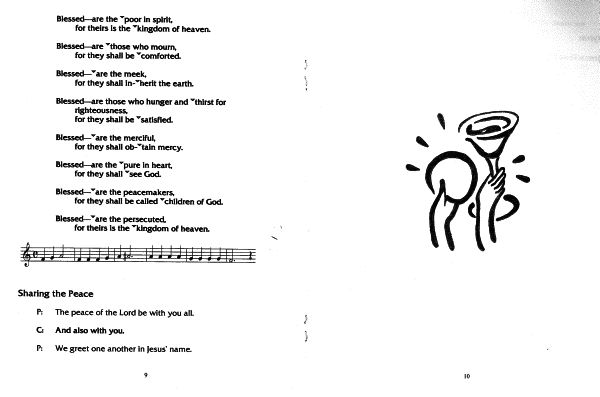 Blessed—are the ˇpoor in spirit,
for theirs is the ˇkingdom of heaven.
Blessed—are ˇthose who mourn,
for they shall be ˇcomforted.
Blessed—ˇare the meek,
for they shall in-ˇherit the earth.
Blessed—are those who hunger and ˇthirst for
righteousness,
for they shall be ˇsatisfied.
Blessed—ˇare the merciful,
for they shall ob-ˇtain mercy.
Blessed—are the ˇpure in heart,
for they shall ˇsee God.
Blessed—are the peacemakers,
for they shall be called ˇchildren of God.
Blessed—ˇare the persecuted,
for theirs is the ˇkingdom of heaven.
Sharing the Peace
P: The peace of the Lord be with you all.
C: And also with you.
P: We greet one another in Jesus' name.
9
10